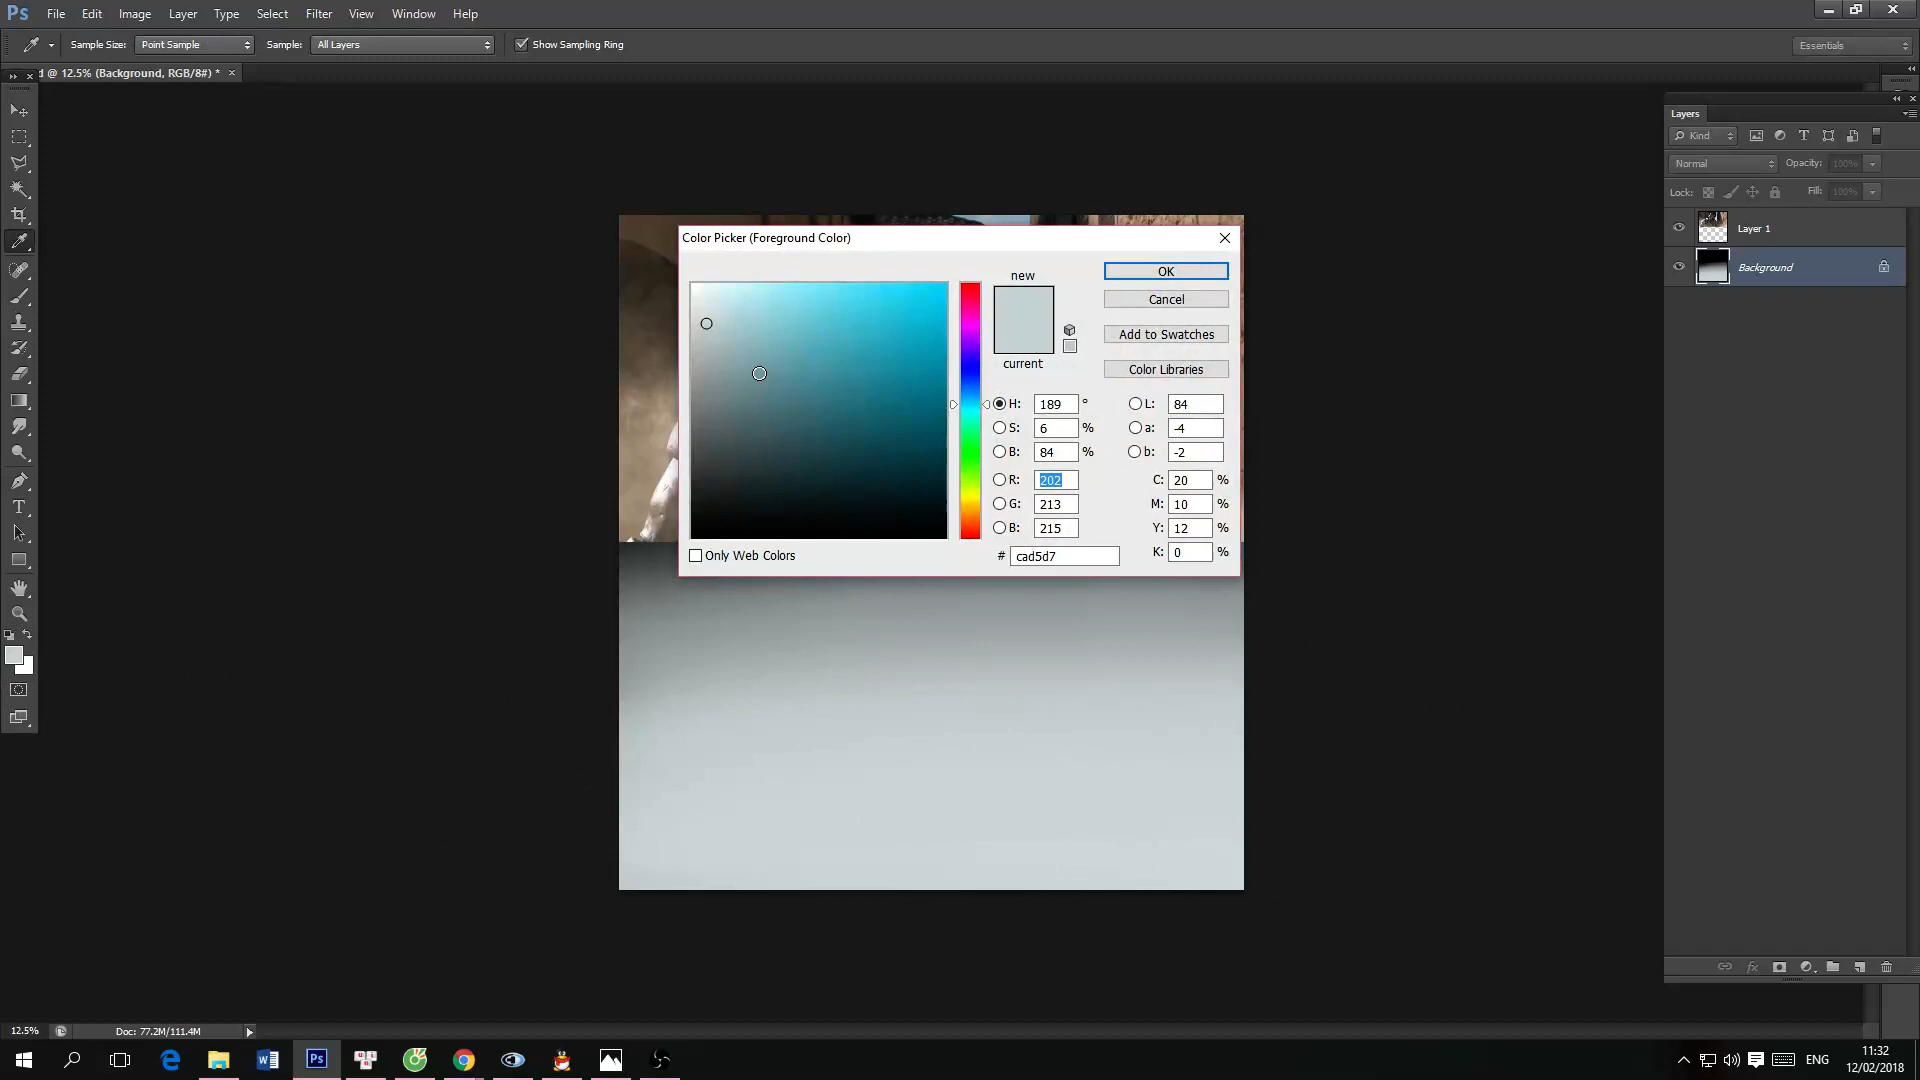 Ps File Edit Image Layer Type Select Filter View Window Help
Sample Size: Point Sample Sample: All Layers Show Sampling Ring Essentials
d @ 12.5% (Background, RGB/8#) * ×
Layers
Kind
Normal Opacity: 100%
Lock: Fill: 100%
Layer 1
Background
Color Picker (Foreground Color)
new
current
OK
Cancel
Add to Swatches
Color Libraries
H: 189 ° L: 84
S: 6 % a: -4
B: 84 % b: -2
R: 202 C: 20 %
G: 213 M: 10 %
B: 215 Y: 12 %
# cad5d7 K: 0 %
Only Web Colors
fx
12.5% Doc: 77.2M/111.4M
ENG
11:32
12/02/2018